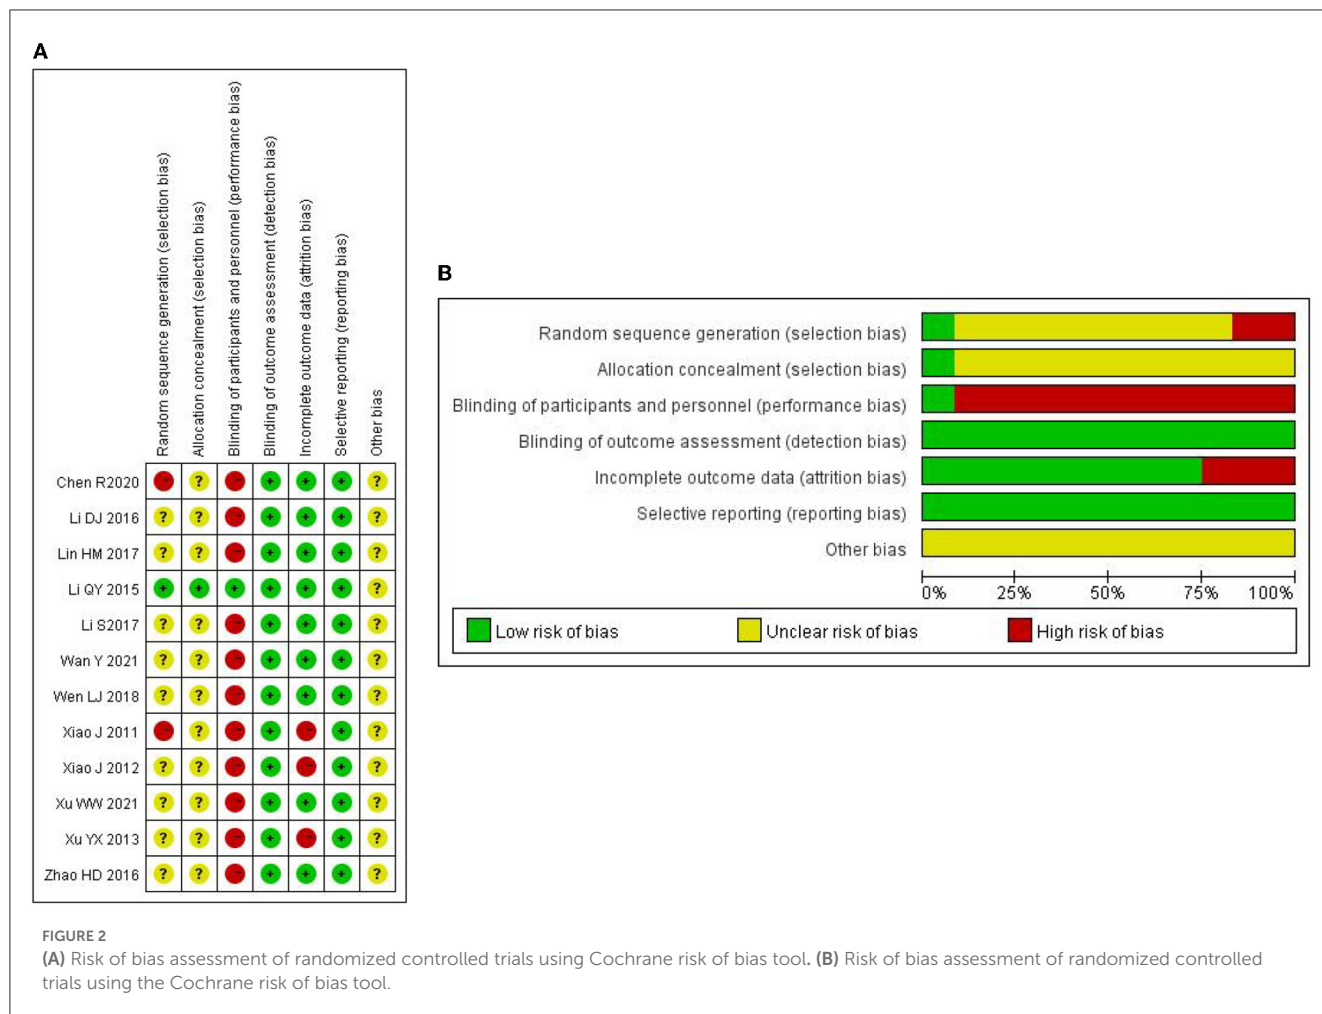 A
Random sequence generation (selection bias)
Allocation concealment (selection bias)
Blinding of participants and personnel (performance bias)
Blinding of outcome assessment (detection bias)
Incomplete outcome data (attrition bias)
Selective reporting (reporting bias)
Other bias
Chen R2020 - ? - + + + ?
Li DJ 2016 ? ? - + + + ?
Lin HM 2017 ? ? - + + + ?
Li QY 2015 + + + + + + ?
Li S2017 ? ? - + + + ?
Wan Y 2021 ? ? - + + + ?
Wen LJ 2018 ? ? - + + + ?
Xiao J 2011 - ? - + - + ?
Xiao J 2012 ? ? - + - + ?
Xu WW 2021 ? ? - + + + ?
Xu YX 2013 ? ? - + - + ?
Zhao HD 2016 ? ? - + + + ?
B
Random sequence generation (selection bias)
Allocation concealment (selection bias)
Blinding of participants and personnel (performance bias)
Blinding of outcome assessment (detection bias)
Incomplete outcome data (attrition bias)
Selective reporting (reporting bias)
Other bias
0% 25% 50% 75% 100%
Low risk of bias Unclear risk of bias High risk of bias
FIGURE 2
(A) Risk of bias assessment of randomized controlled trials using Cochrane risk of bias tool. (B) Risk of bias assessment of randomized controlled
trials using the Cochrane risk of bias tool.